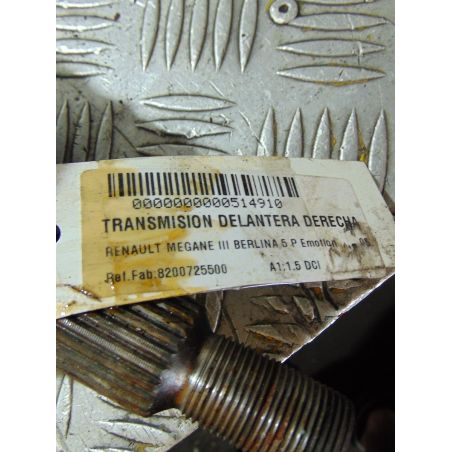 0000000000514910
TRANSMISION DELANTERA DERECHA
RENAULT MEGANE III BERLINA 5 P Emotion
Ref.Fab:8200725500 A1:1.5 DCI